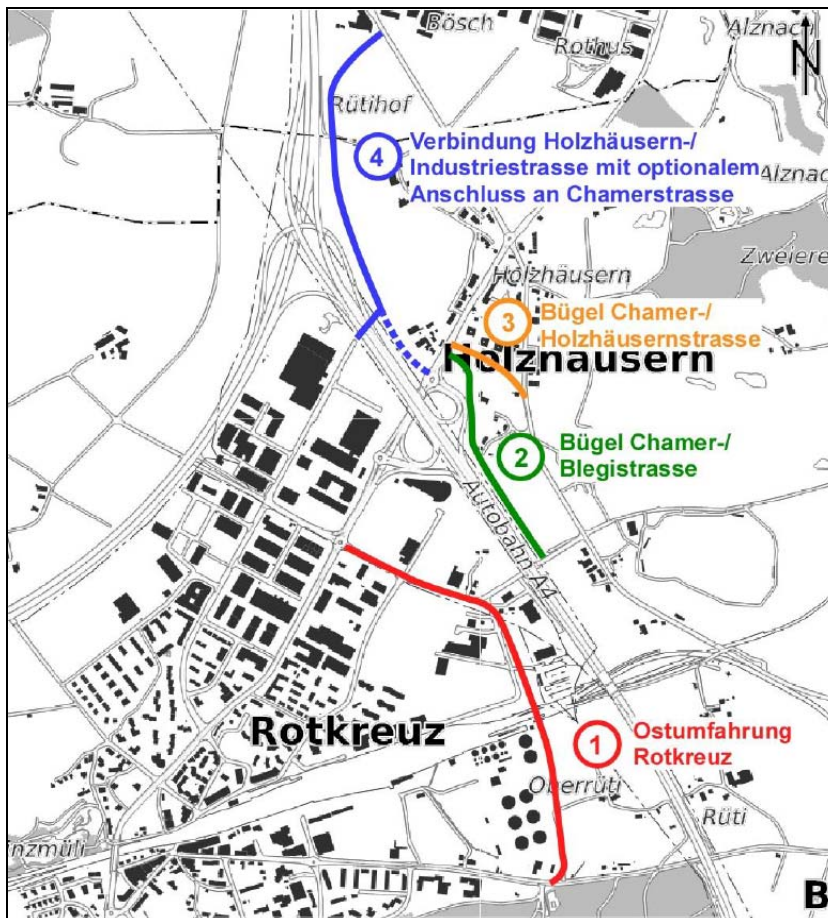 Bösch
Alznach
Rothus
N
Rütihof
4 Verbindung Holzhäusern-/
Industriestrasse mit optionalem
Anschluss an Chamerstrasse
Alznach
Zweiere
Holzhäusern
3 Bügel Chamer-/
Holzhäusernstrasse
Holzhäusern
2 Bügel Chamer-/
Blegistrasse
Autobahn A4
Rotkreuz
1 Ostumfahrung
Rotkreuz
Oberrüti
Rüti
inzmüli
B